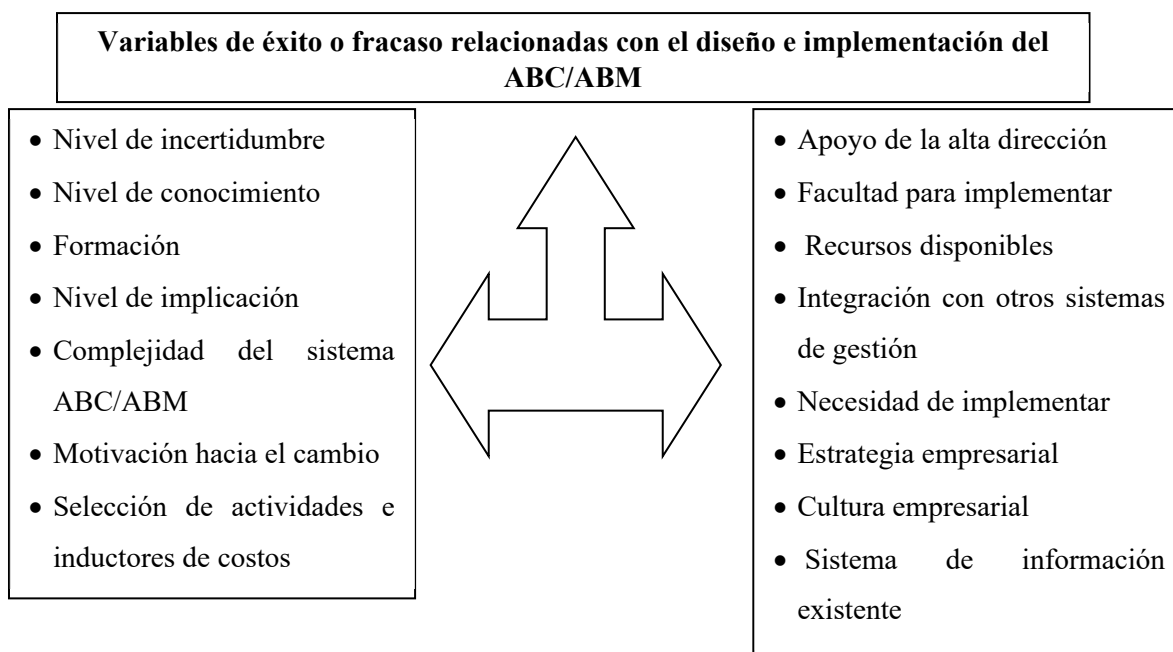 Variables de éxito o fracaso relacionadas con el diseño e implementación del
ABC/ABM
• Nivel de incertidumbre
• Nivel de conocimiento
• Formación
• Nivel de implicación
• Complejidad del sistema
ABC/ABM
• Motivación hacia el cambio
• Selección de actividades e
inductores de costos
• Apoyo de la alta dirección
• Facultad para implementar
• Recursos disponibles
• Integración con otros sistemas
de gestión
• Necesidad de implementar
• Estrategia empresarial
• Cultura empresarial
• Sistema de información
existente